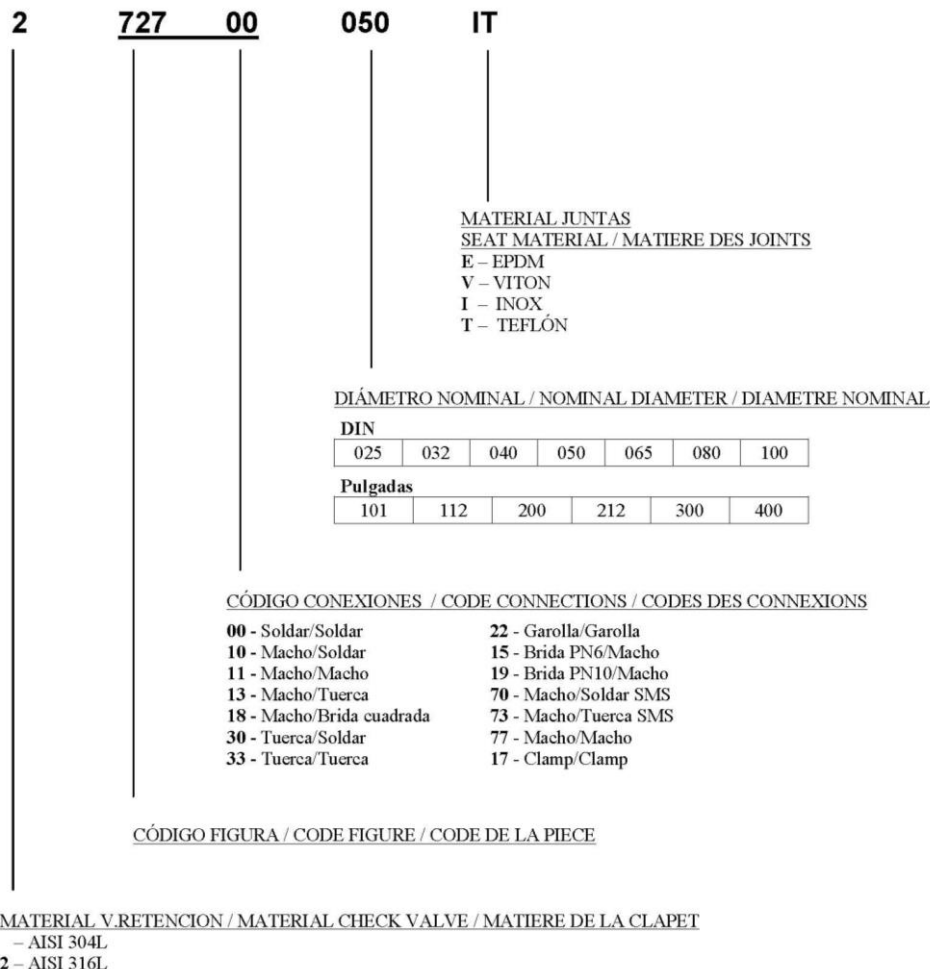 2 727 00 050 IT
MATERIAL JUNTAS
SEAT MATERIAL / MATIERE DES JOINTS
E – EPDM
V – VITON
I – INOX
T – TEFLÓN
DIÁMETRO NOMINAL / NOMINAL DIAMETER / DIAMETRE NOMINAL
DIN
025 032 040 050 065 080 100
Pulgadas
101 112 200 212 300 400
CÓDIGO CONEXIONES / CODE CONNECTIONS / CODES DES CONNEXIONS
00 - Soldar/Soldar
10 - Macho/Soldar
11 - Macho/Macho
13 - Macho/Tuerca
18 - Macho/Brida cuadrada
30 - Tuerca/Soldar
33 - Tuerca/Tuerca
22 - Garolla/Garolla
15 - Brida PN6/Macho
19 - Brida PN10/Macho
70 - Macho/Soldar SMS
73 - Macho/Tuerca SMS
77 - Macho/Macho
17 - Clamp/Clamp
CÓDIGO FIGURA / CODE FIGURE / CODE DE LA PIECE
MATERIAL V.RETENCION / MATERIAL CHECK VALVE / MATIERE DE LA CLAPET
– AISI 304L
2 – AISI 316L